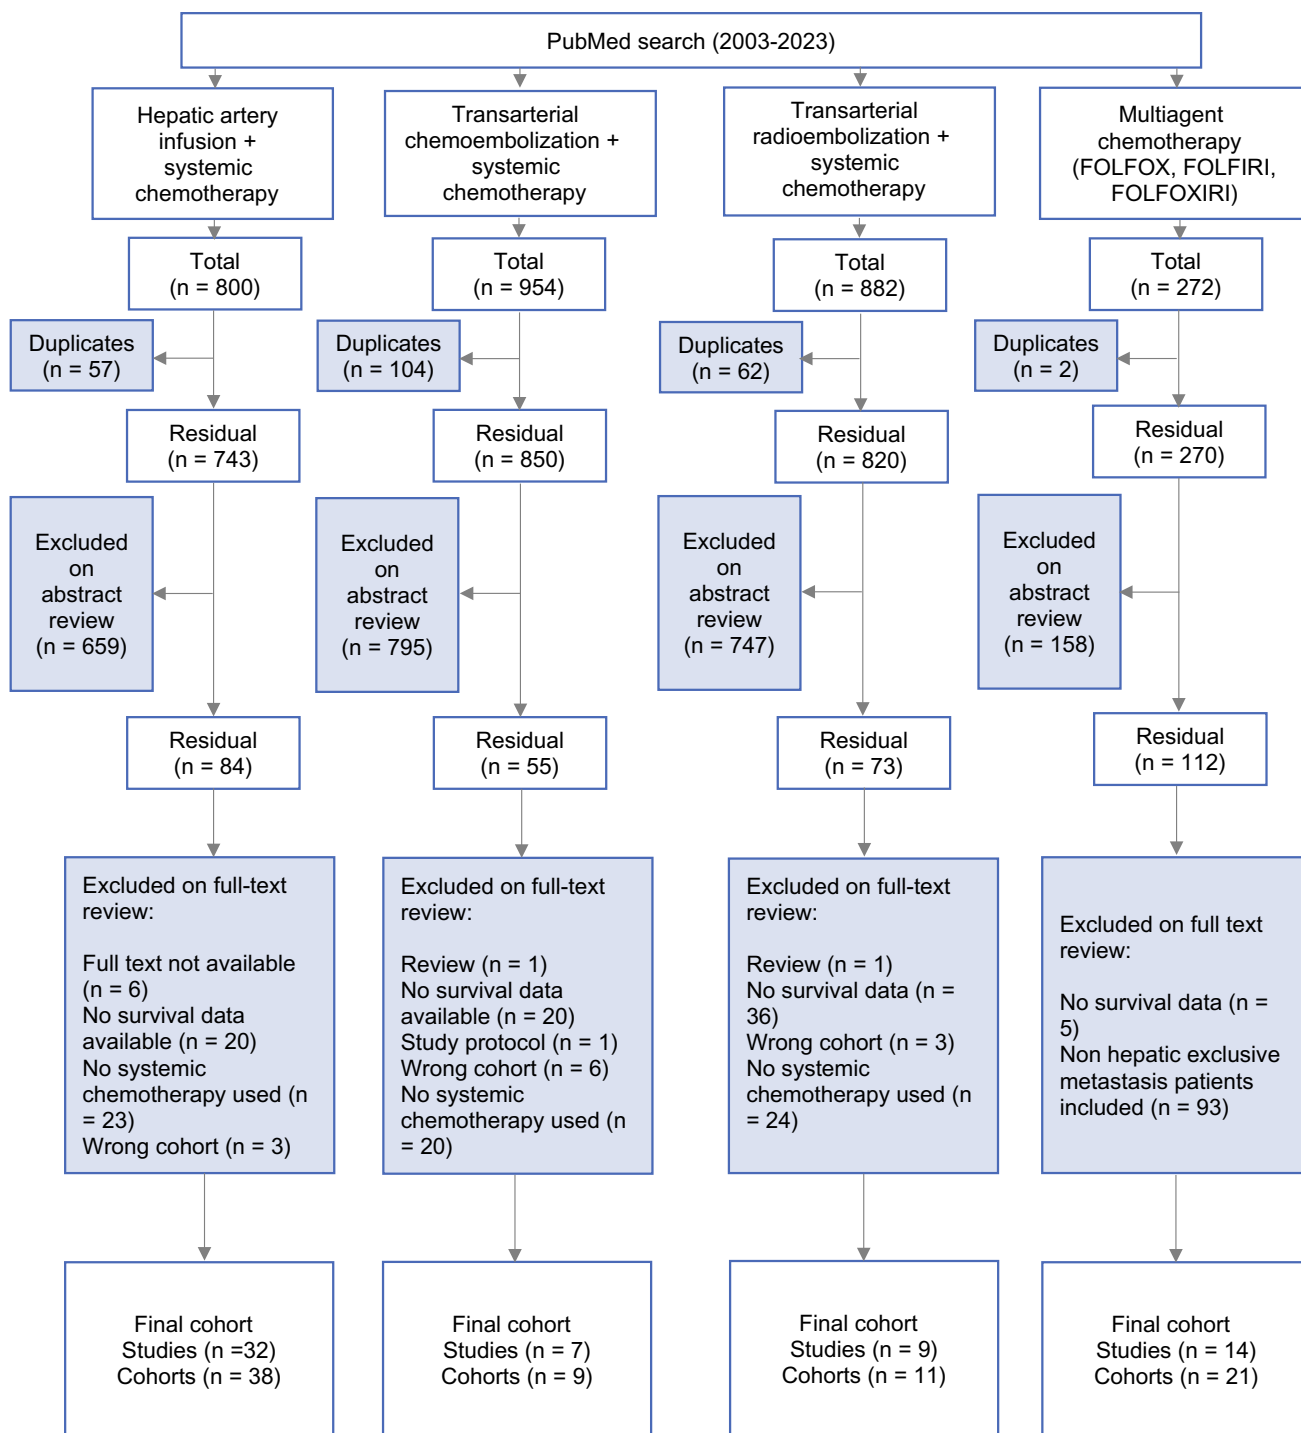 PubMed search (2003-2023)
Hepatic artery
infusion +
systemic
chemotherapy
Transarterial
chemoembolization +
systemic
chemotherapy
Transarterial
radioembolization +
systemic
chemotherapy
Multiagent
chemotherapy
(FOLFOX, FOLFIRI,
FOLFOXIRI)
Total
(n = 800)
Total
(n = 954)
Total
(n = 882)
Total
(n = 272)
Duplicates
(n = 57)
Duplicates
(n = 104)
Duplicates
(n = 62)
Duplicates
(n = 2)
Residual
(n = 743)
Residual
(n = 850)
Residual
(n = 820)
Residual
(n = 270)
Excluded
on
abstract
review
(n = 659)
Excluded
on
abstract
review
(n = 795)
Excluded
on
abstract
review
(n = 747)
Excluded
on
abstract
review
(n = 158)
Residual
(n = 84)
Residual
(n = 55)
Residual
(n = 73)
Residual
(n = 112)
Excluded on full-text
review:
Full text not available
(n = 6)
No survival data
available (n = 20)
No systemic
chemotherapy used (n
= 23)
Wrong cohort (n = 3)
Excluded on full-text
review:
Review (n = 1)
No survival data
available (n = 20)
Study protocol (n = 1)
Wrong cohort (n = 6)
No systemic
chemotherapy used (n
= 20)
Excluded on full-text
review:
Review (n = 1)
No survival data (n =
36)
Wrong cohort (n = 3)
No systemic
chemotherapy used (n
= 24)
Excluded on full text
review:
No survival data (n =
5)
Non hepatic exclusive
metastasis patients
included (n = 93)
Final cohort
Studies (n =32)
Cohorts (n = 38)
Final cohort
Studies (n = 7)
Cohorts (n = 9)
Final cohort
Studies (n = 9)
Cohorts (n = 11)
Final cohort
Studies (n = 14)
Cohorts (n = 21)